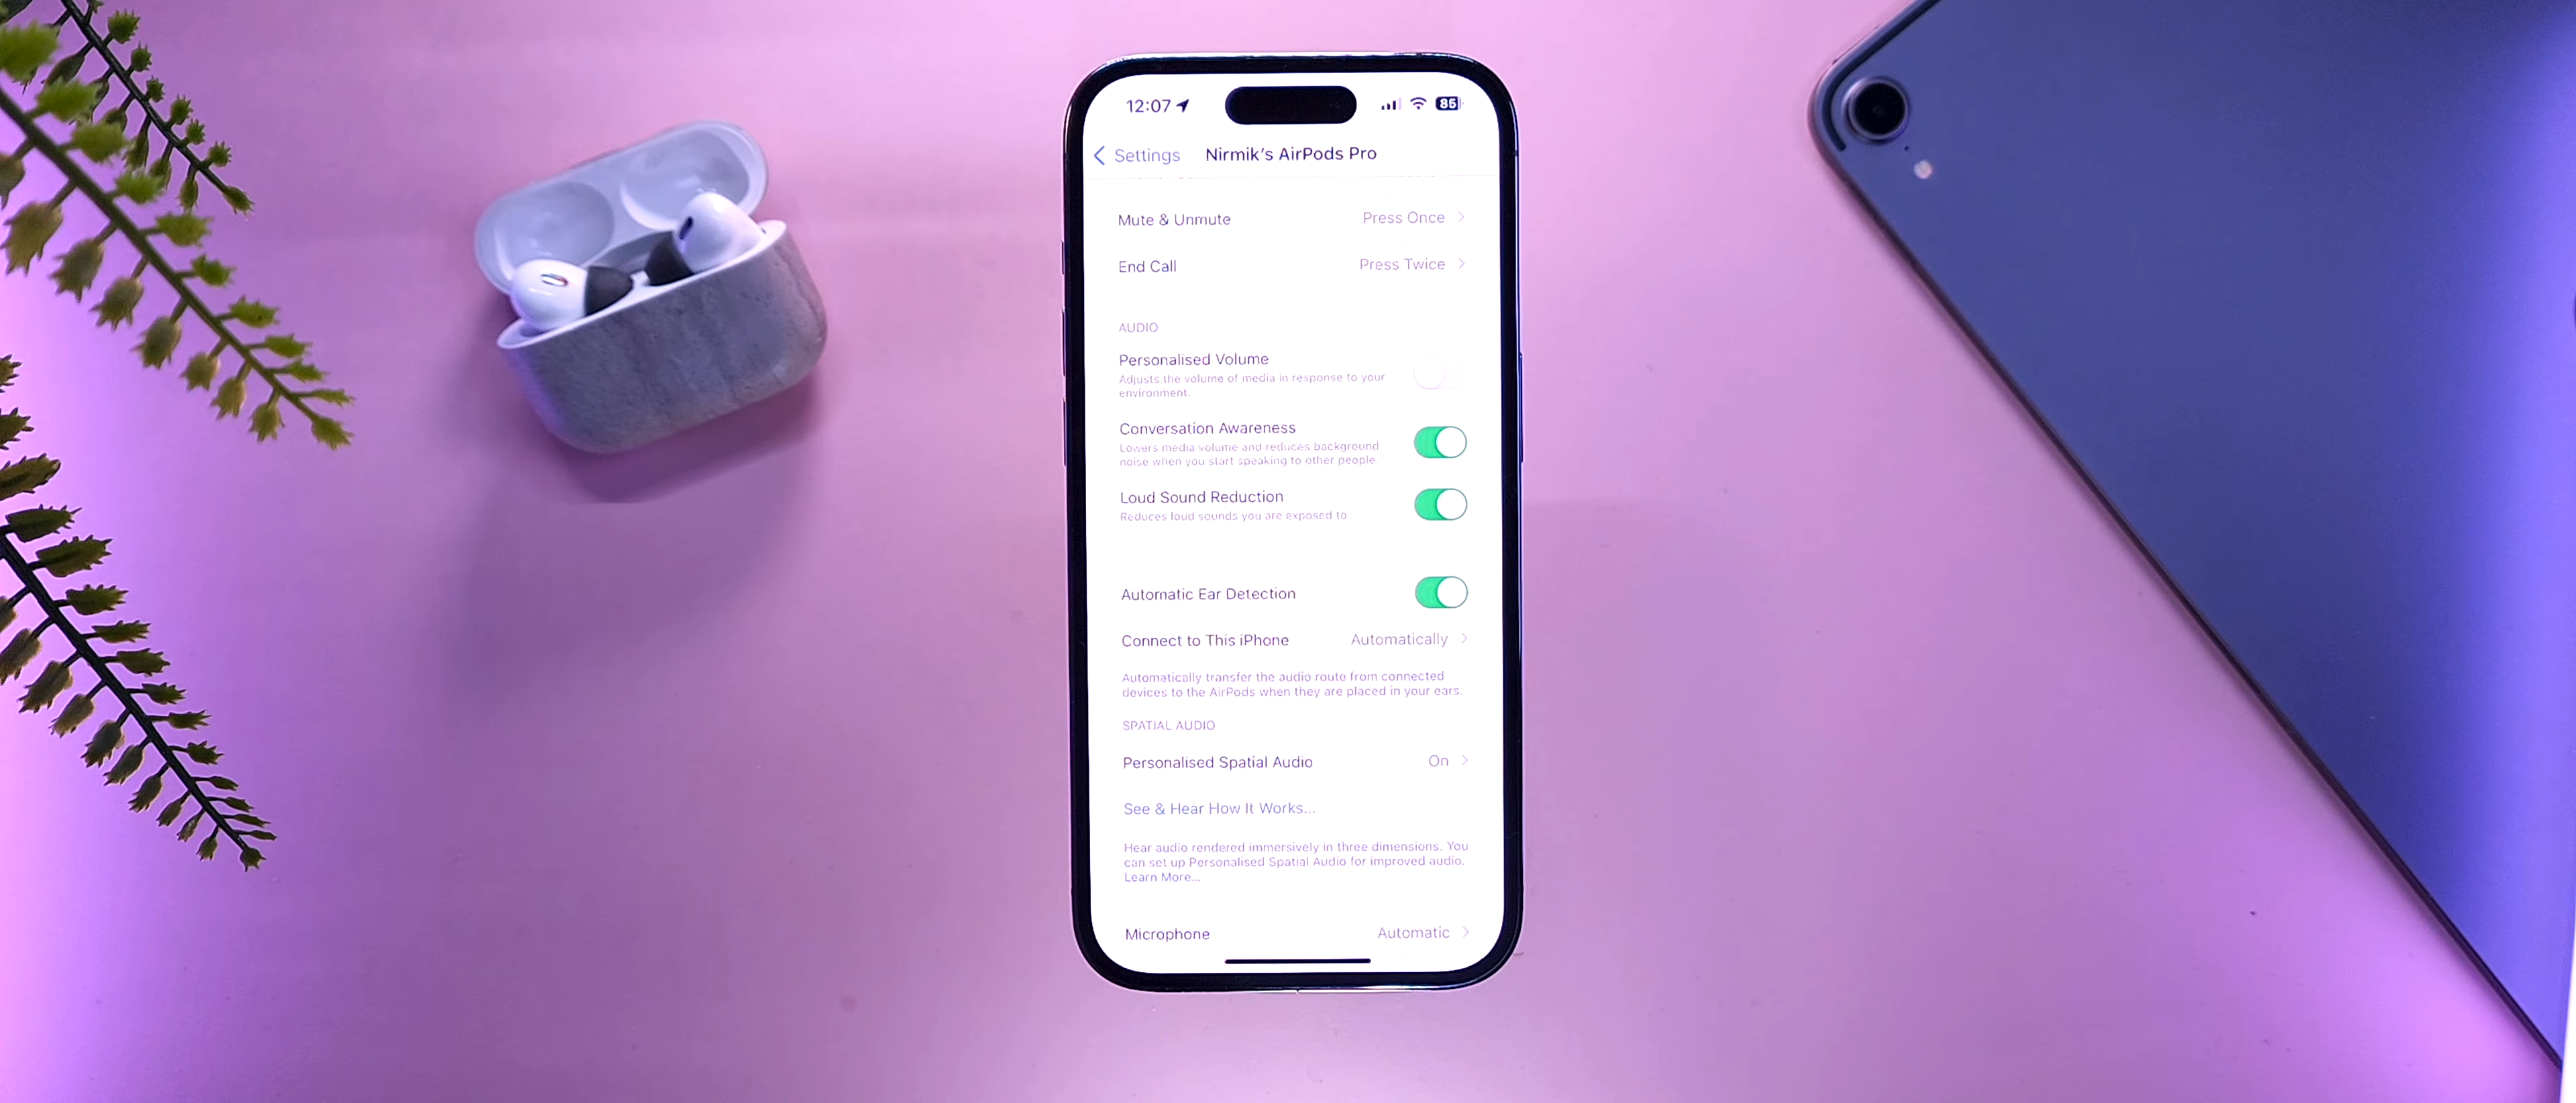 12:07
85
Settings
Nirmik's AirPods Pro
Mute & Unmute Press Once
End Call Press Twice
AUDIO
Personalised Volume
Adjusts the volume of media in response to your
environment.
Conversation Awareness
Lowers media volume and reduces background
noise when you start speaking to other people.
Loud Sound Reduction
Reduces loud sounds you are exposed to.
Automatic Ear Detection
Connect to This iPhone Automatically
Automatically transfer the audio route from connected
devices to the AirPods when they are placed in your ears.
SPATIAL AUDIO
Personalised Spatial Audio On
See & Hear How It Works...
Hear audio rendered immersively in three dimensions. You
can set up Personalised Spatial Audio for improved audio.
Learn More...
Microphone Automatic